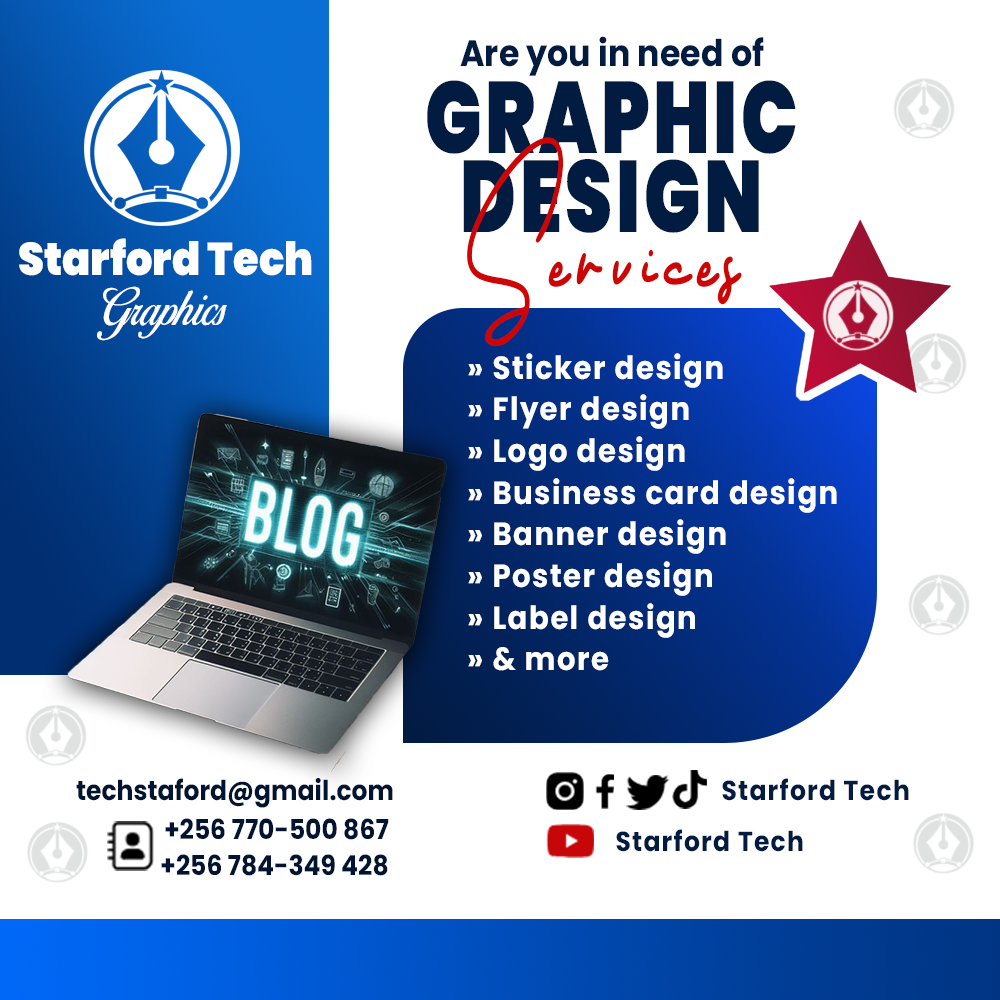 Starford Tech
Graphics
Are you in need of
GRAPHIC
DESIGN
Services
» Sticker design
» Flyer design
» Logo design
» Business card design
» Banner design
» Poster design
» Label design
» & more
BLOG
techstaford@gmail.com
+256 770-500 867
+256 784-349 428
Starford Tech
Starford Tech